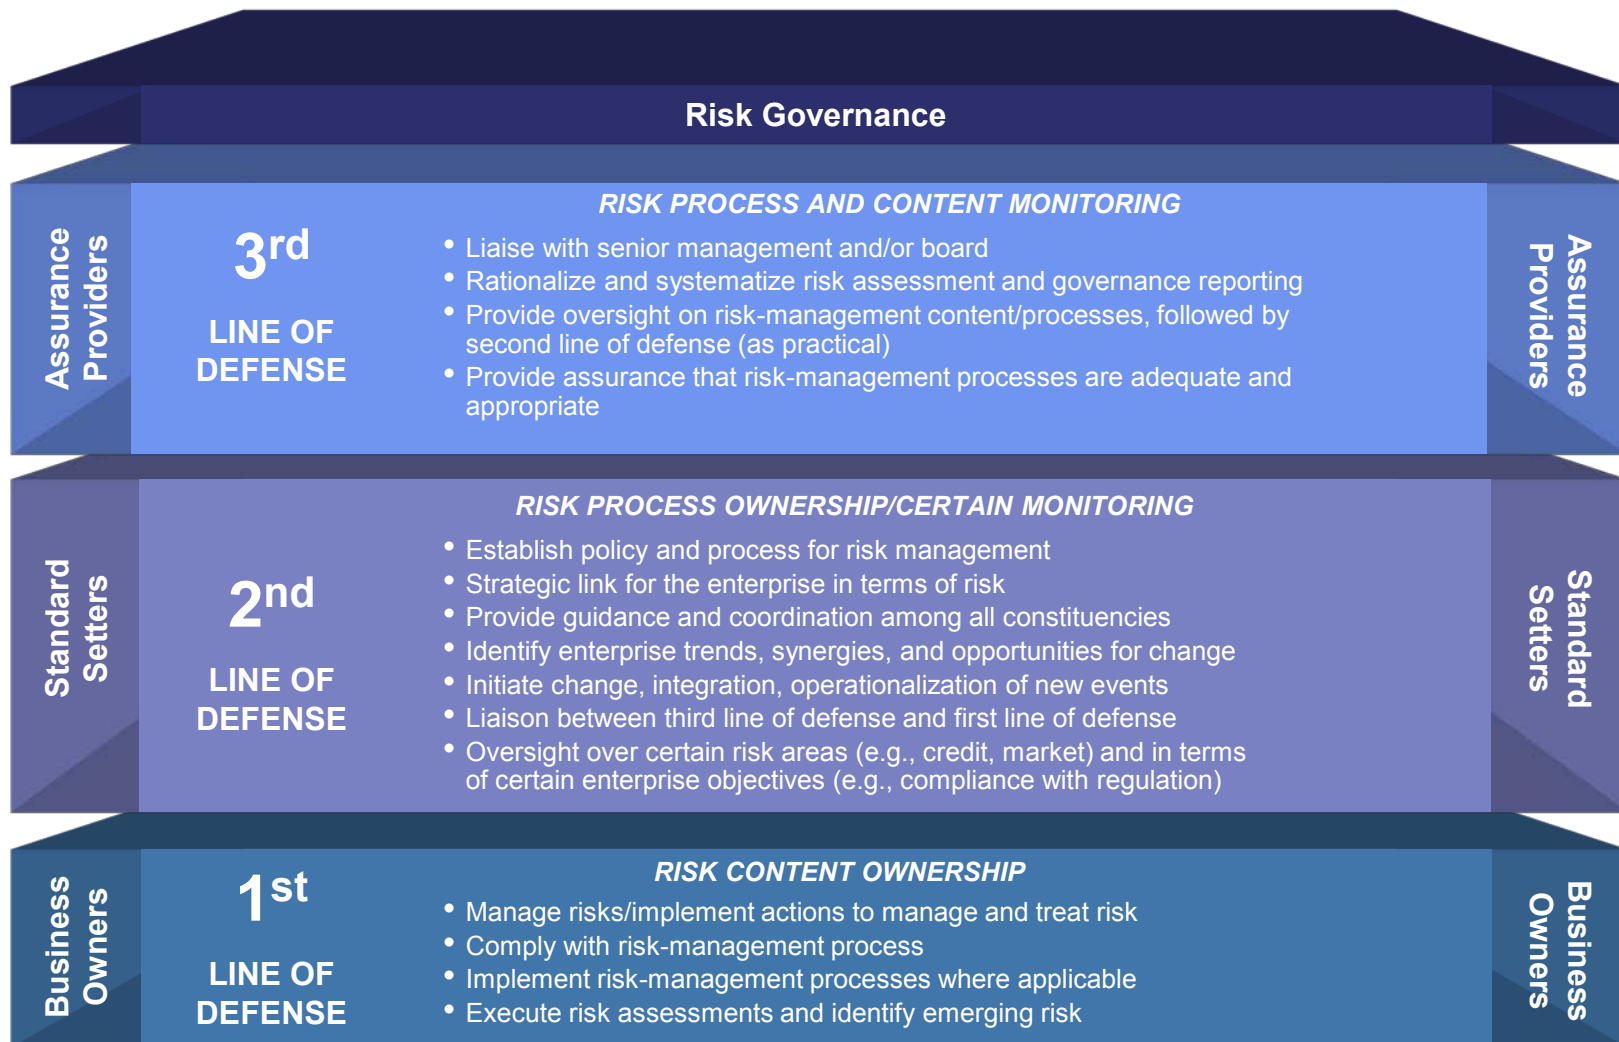 Risk Governance
Assurance
Providers
3rd
LINE OF
DEFENSE
RISK PROCESS AND CONTENT MONITORING
• Liaise with senior management and/or board
• Rationalize and systematize risk assessment and governance reporting
• Provide oversight on risk-management content/processes, followed by
second line of defense (as practical)
• Provide assurance that risk-management processes are adequate and
appropriate
Assurance
Providers
Standard
Setters
2nd
LINE OF
DEFENSE
RISK PROCESS OWNERSHIP/CERTAIN MONITORING
• Establish policy and process for risk management
• Strategic link for the enterprise in terms of risk
• Provide guidance and coordination among all constituencies
• Identify enterprise trends, synergies, and opportunities for change
• Initiate change, integration, operationalization of new events
• Liaison between third line of defense and first line of defense
• Oversight over certain risk areas (e.g., credit, market) and in terms
of certain enterprise objectives (e.g., compliance with regulation)
Standard
Setters
Business
Owners
1st
LINE OF
DEFENSE
RISK CONTENT OWNERSHIP
• Manage risks/implement actions to manage and treat risk
• Comply with risk-management process
• Implement risk-management processes where applicable
• Execute risk assessments and identify emerging risk
Business
Owners